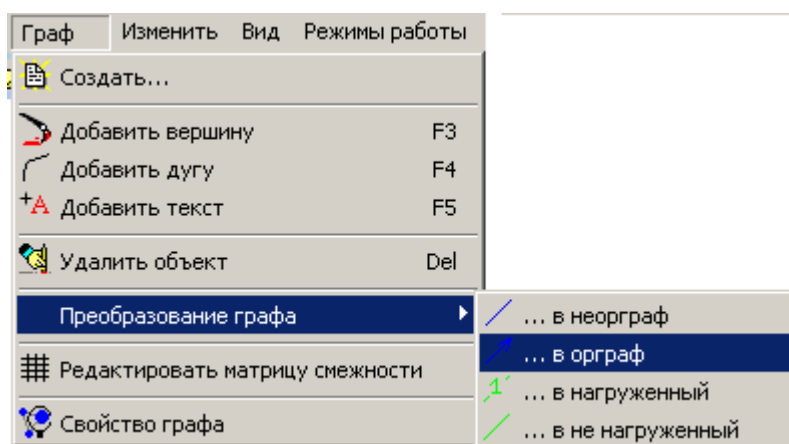 Граф Изменить Вид Режимы работы
Создать...
Добавить вершину F3
Добавить дугу F4
+A Добавить текст F5
Удалить объект Del
Преобразование графа
... в неорграф
... в орграф
Редактировать матрицу смежности
1 ... в нагруженный
Свойство графа
... в не нагруженный